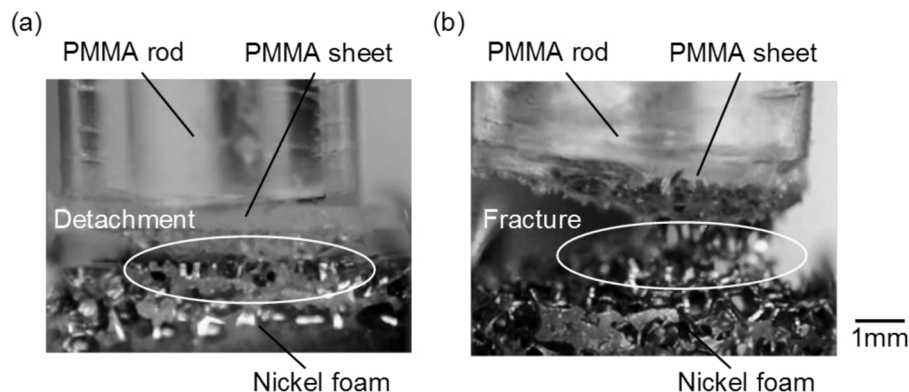 (a)
PMMA rod
PMMA sheet
Detachment
Nickel foam
(b)
PMMA rod
PMMA sheet
Fracture
Nickel foam
1mm